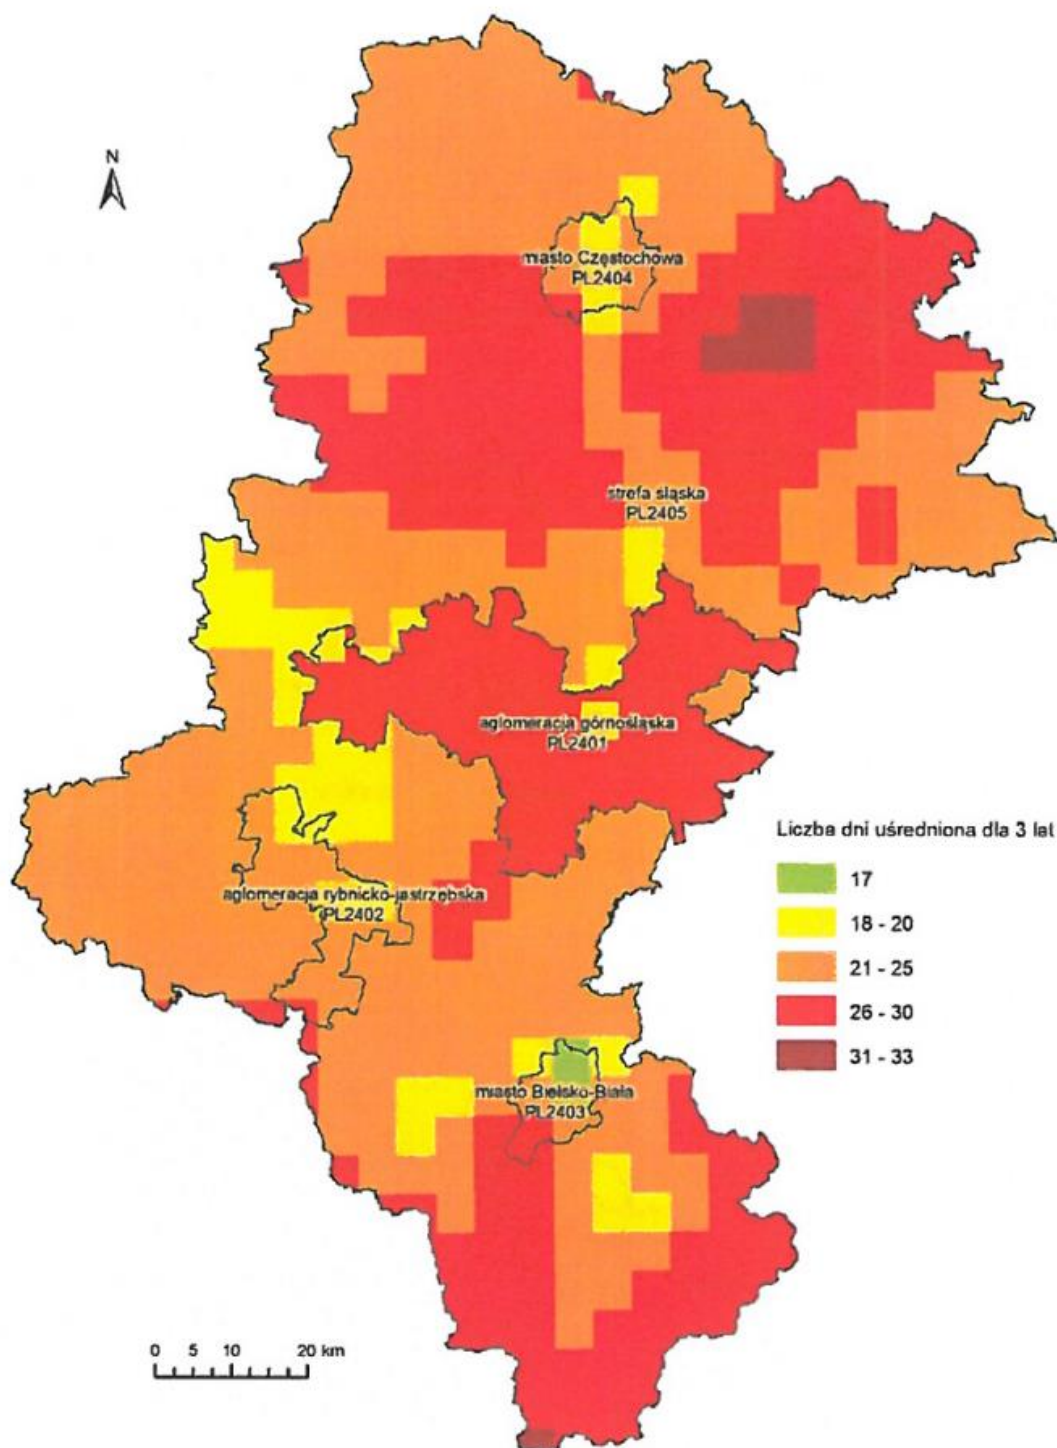 N
miasto Częstochowa
PL2404
strefa śląska
PL2405
aglomeracja górnośląska
PL2401
Liczba dni uśredniona dla 3 lat
17
18 - 20
21 - 25
26 - 30
31 - 33
aglomeracja rybnicko-jastrzębska
PL2402
miasto Bielsko-Biała
PL2403
0 5 10 20 km